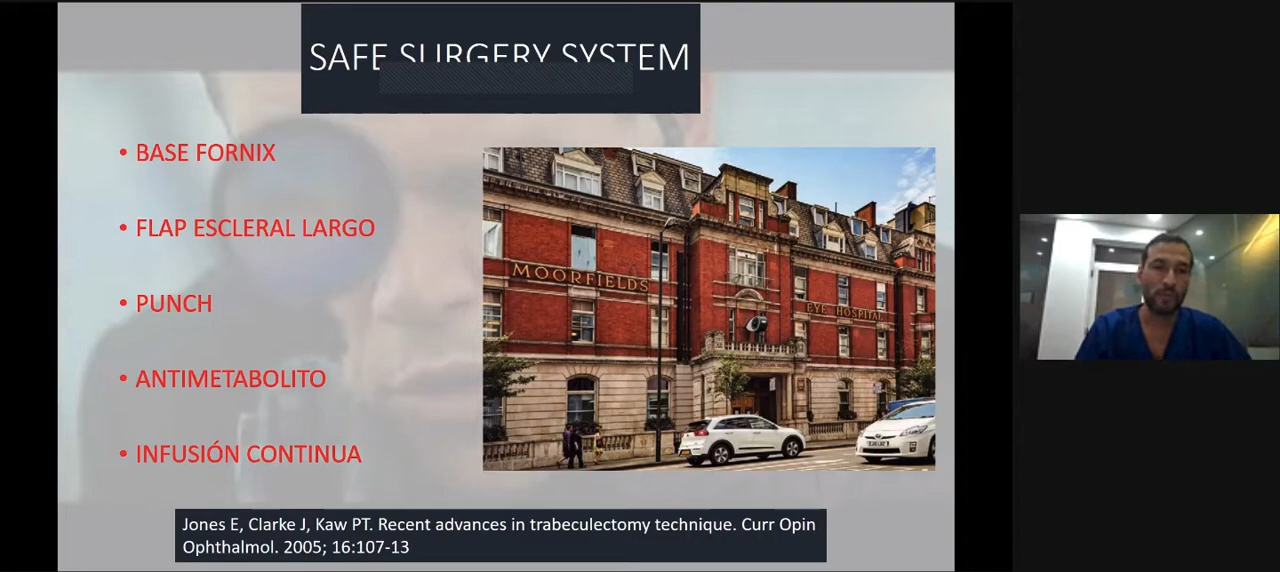 SAFE SURGERY SYSTEM
• BASE FORNIX
• FLAP ESCLERAL LARGO
• PUNCH
• ANTIMETABOLITO
• INFUSIÓN CONTINUA
MOORFIELDS
EYE HOSPITAL
Jones E, Clarke J, Kaw PT. Recent advances in trabeculectomy technique. Curr Opin
Ophthalmol. 2005; 16:107-13